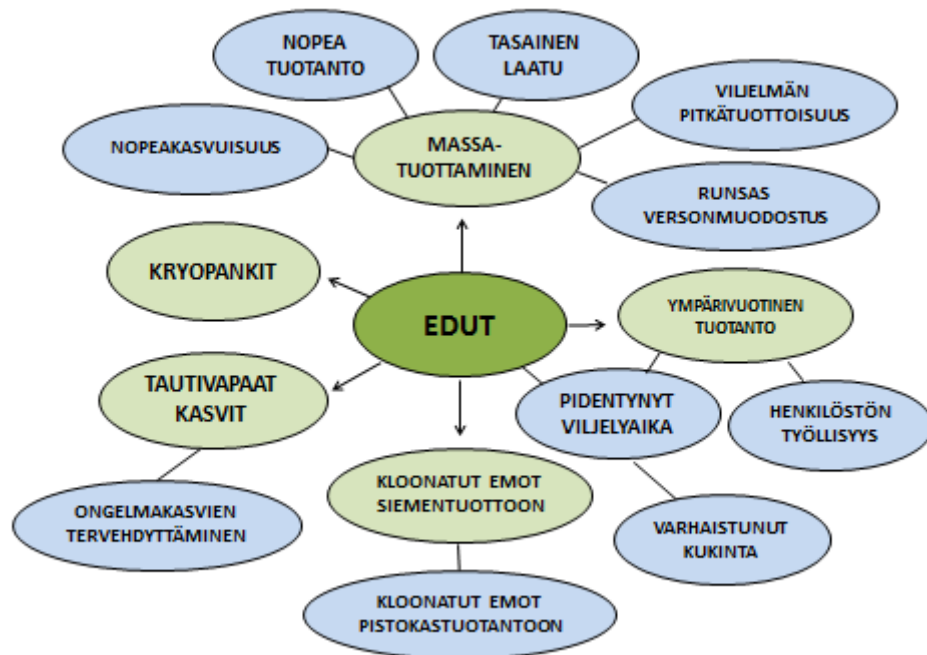 NOPEA
TUOTANTO
TASAINEN
LAATU
VILJELMÄN
PITKÄTUOTTOISUUS
NOPEAKASVUISUUS
MASSA-
TUOTTAMINEN
RUNSAS
VERSONMUODOSTUS
KRYOPANKIT
EDUT
YMPÄRIVUOTINEN
TUOTANTO
TAUTIVAPAAT
KASVIT
PIDENTYNYT
VILJELYAIKA
HENKILÖSTÖN
TYÖLLISYYS
KLOONATUT EMOT
SIEMENTUOTTOON
ONGELMAKASVIEN
TERVEHDYTTÄMINEN
VARHAISTUNUT
KUKINTA
KLOONATUT EMOT
PISTOKASTUOTANTOON